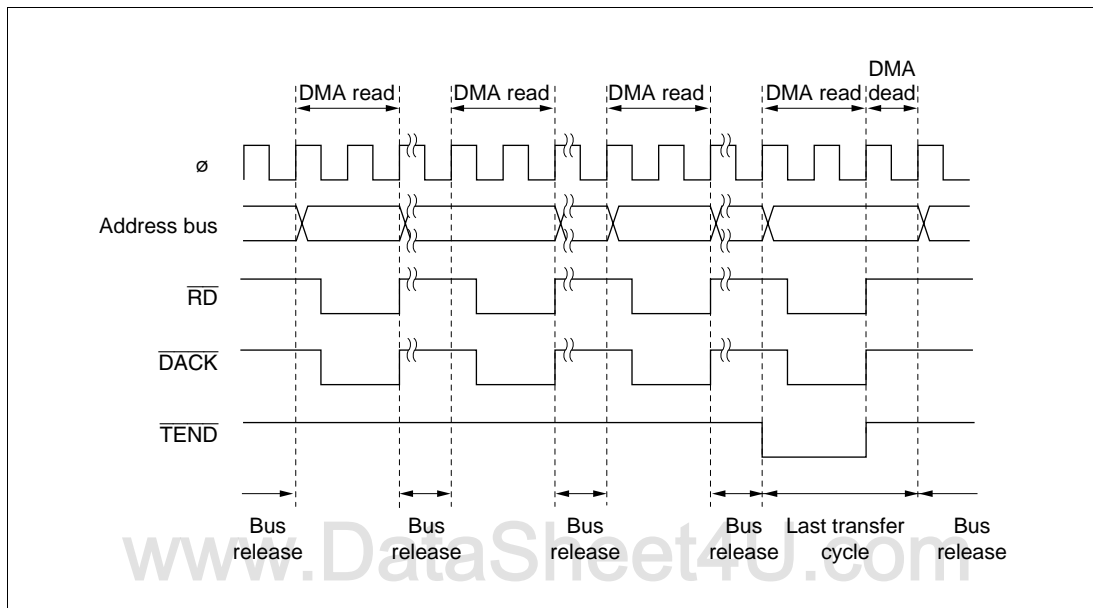 DMA
DMA read DMA read DMA read DMA read dead
ø
Address bus
RD
DACK
TEND
Bus Bus Bus Bus Last transfer Bus
release release release release cycle release
www.DataSheet4U.com